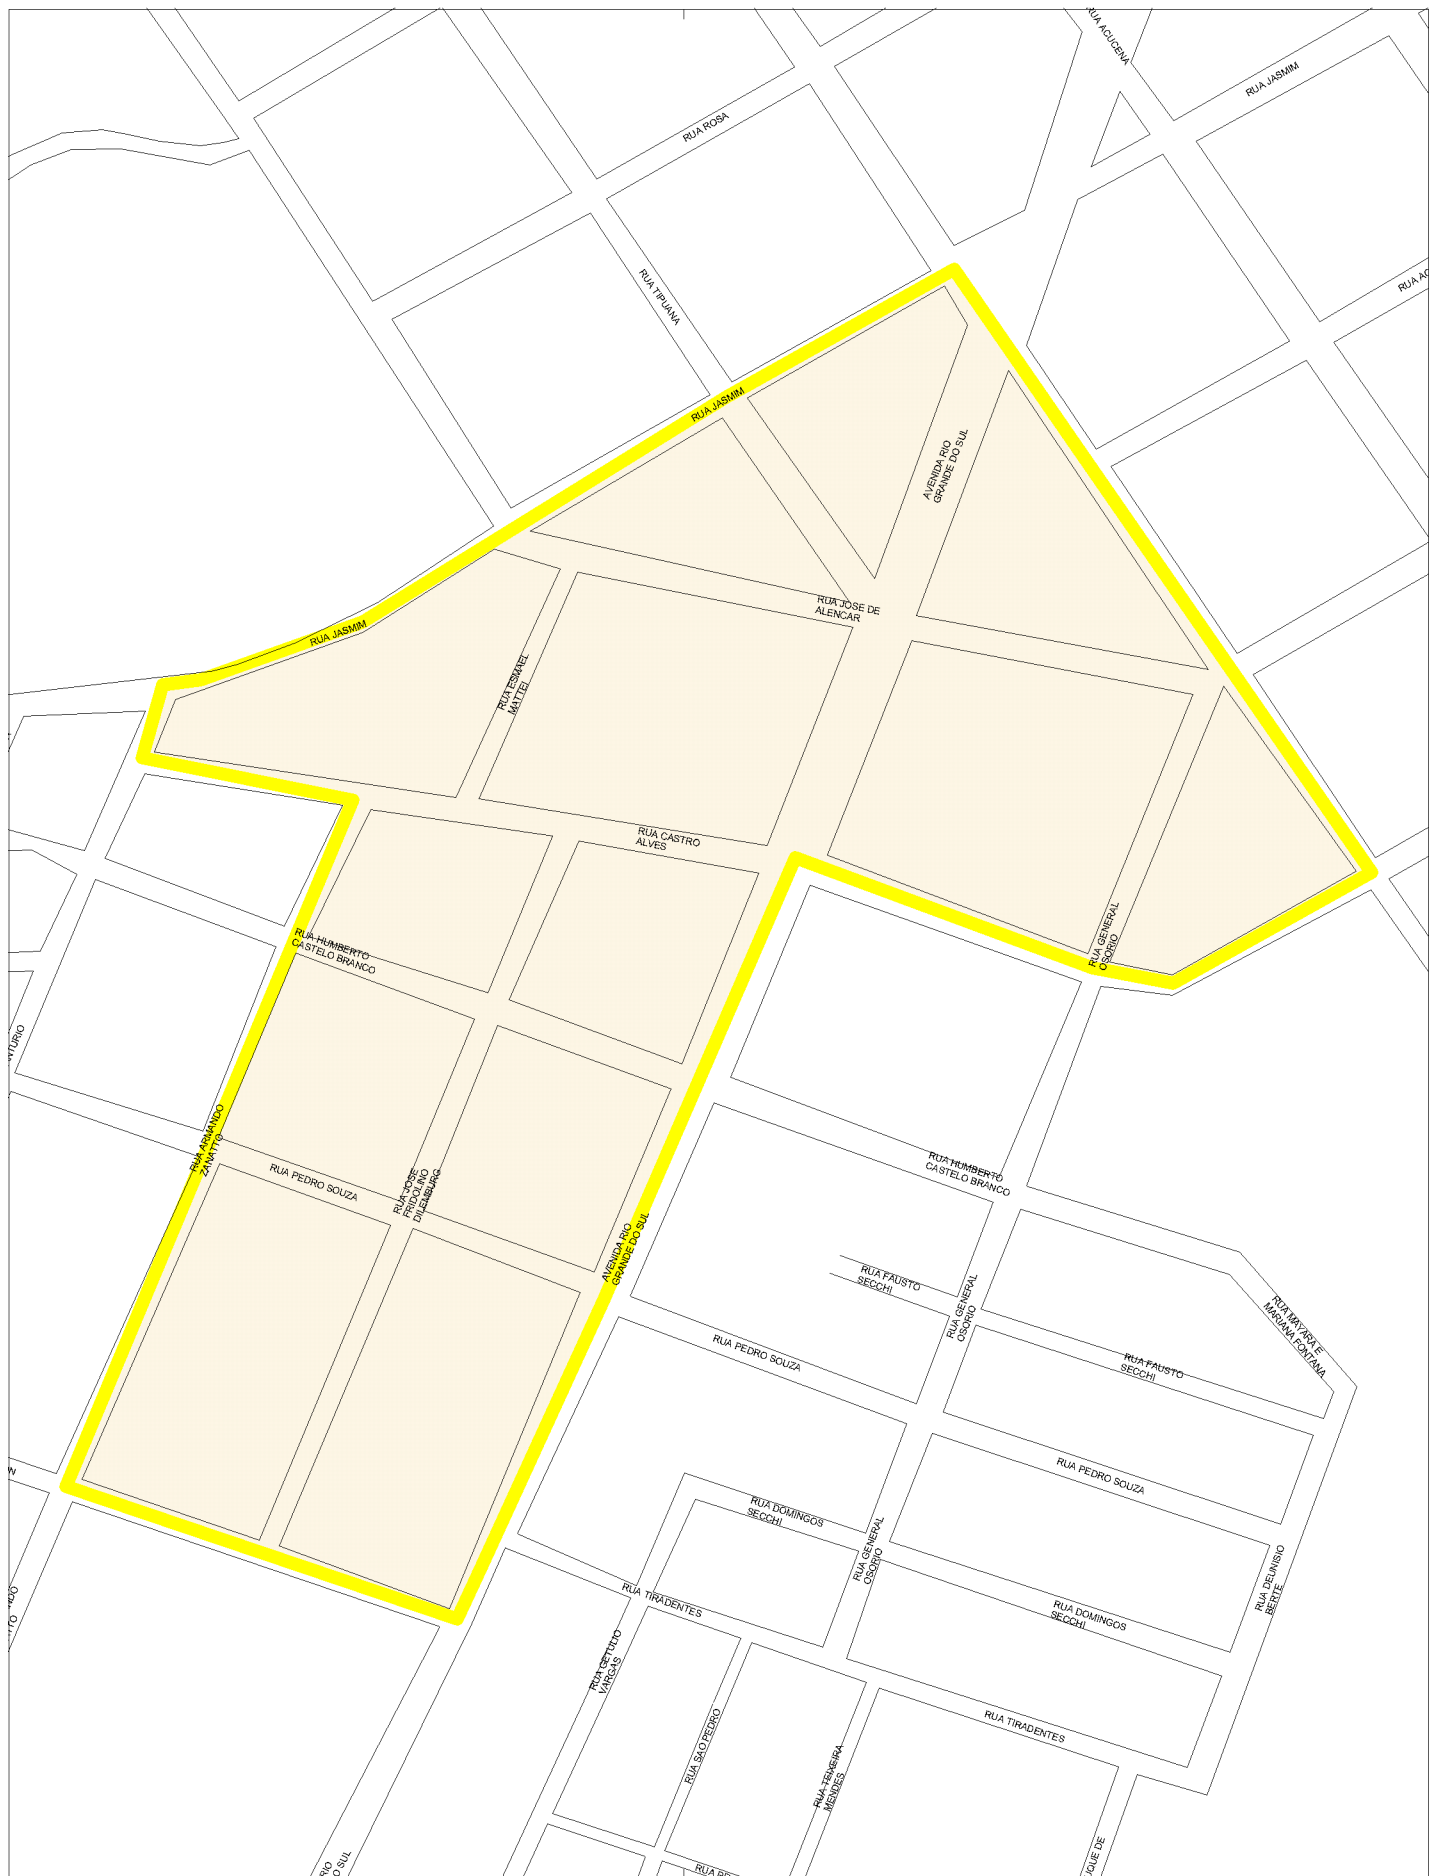 RUA ACUCENA
RUA JASMIM
RUA ROSA
RUA TIPUANA
RUA JASMIM
AVENIDA RIO
GRANDE DO SUL
RUA JOSE DE
ALENCAR
RUA JASMIM
RUA ESMAEL
MATTEI
RUA CASTRO
ALVES
RUA HUMBERTO
CASTELO BRANCO
RUA GENERAL
OSORIO
RUA ARMANDO
ZANATTO
RUA PEDRO SOUZA
RUA JOSE
FRIDOLINO
DILEMBURG
AVENIDA RIO
GRANDE DO SUL
RUA HUMBERTO
CASTELO BRANCO
RUA FAUSTO
SECCHI
RUA GENERAL
OSORIO
RUA MAYARA E
MARIANA FONTANA
RUA PEDRO SOUZA
RUA FAUSTO
SECCHI
RUA PEDRO SOUZA
RUA DOMINGOS
SECCHI
RUA GENERAL
OSORIO
RUA DEUNISIO
BERTE
RUA TIRADENTES
RUA DOMINGOS
SECCHI
RUA GETULIO
VARGAS
RUA SAO PEDRO
RUA TEIXEIRA
MENDES
RUA TIRADENTES
RIO
O SUL
QUE DE